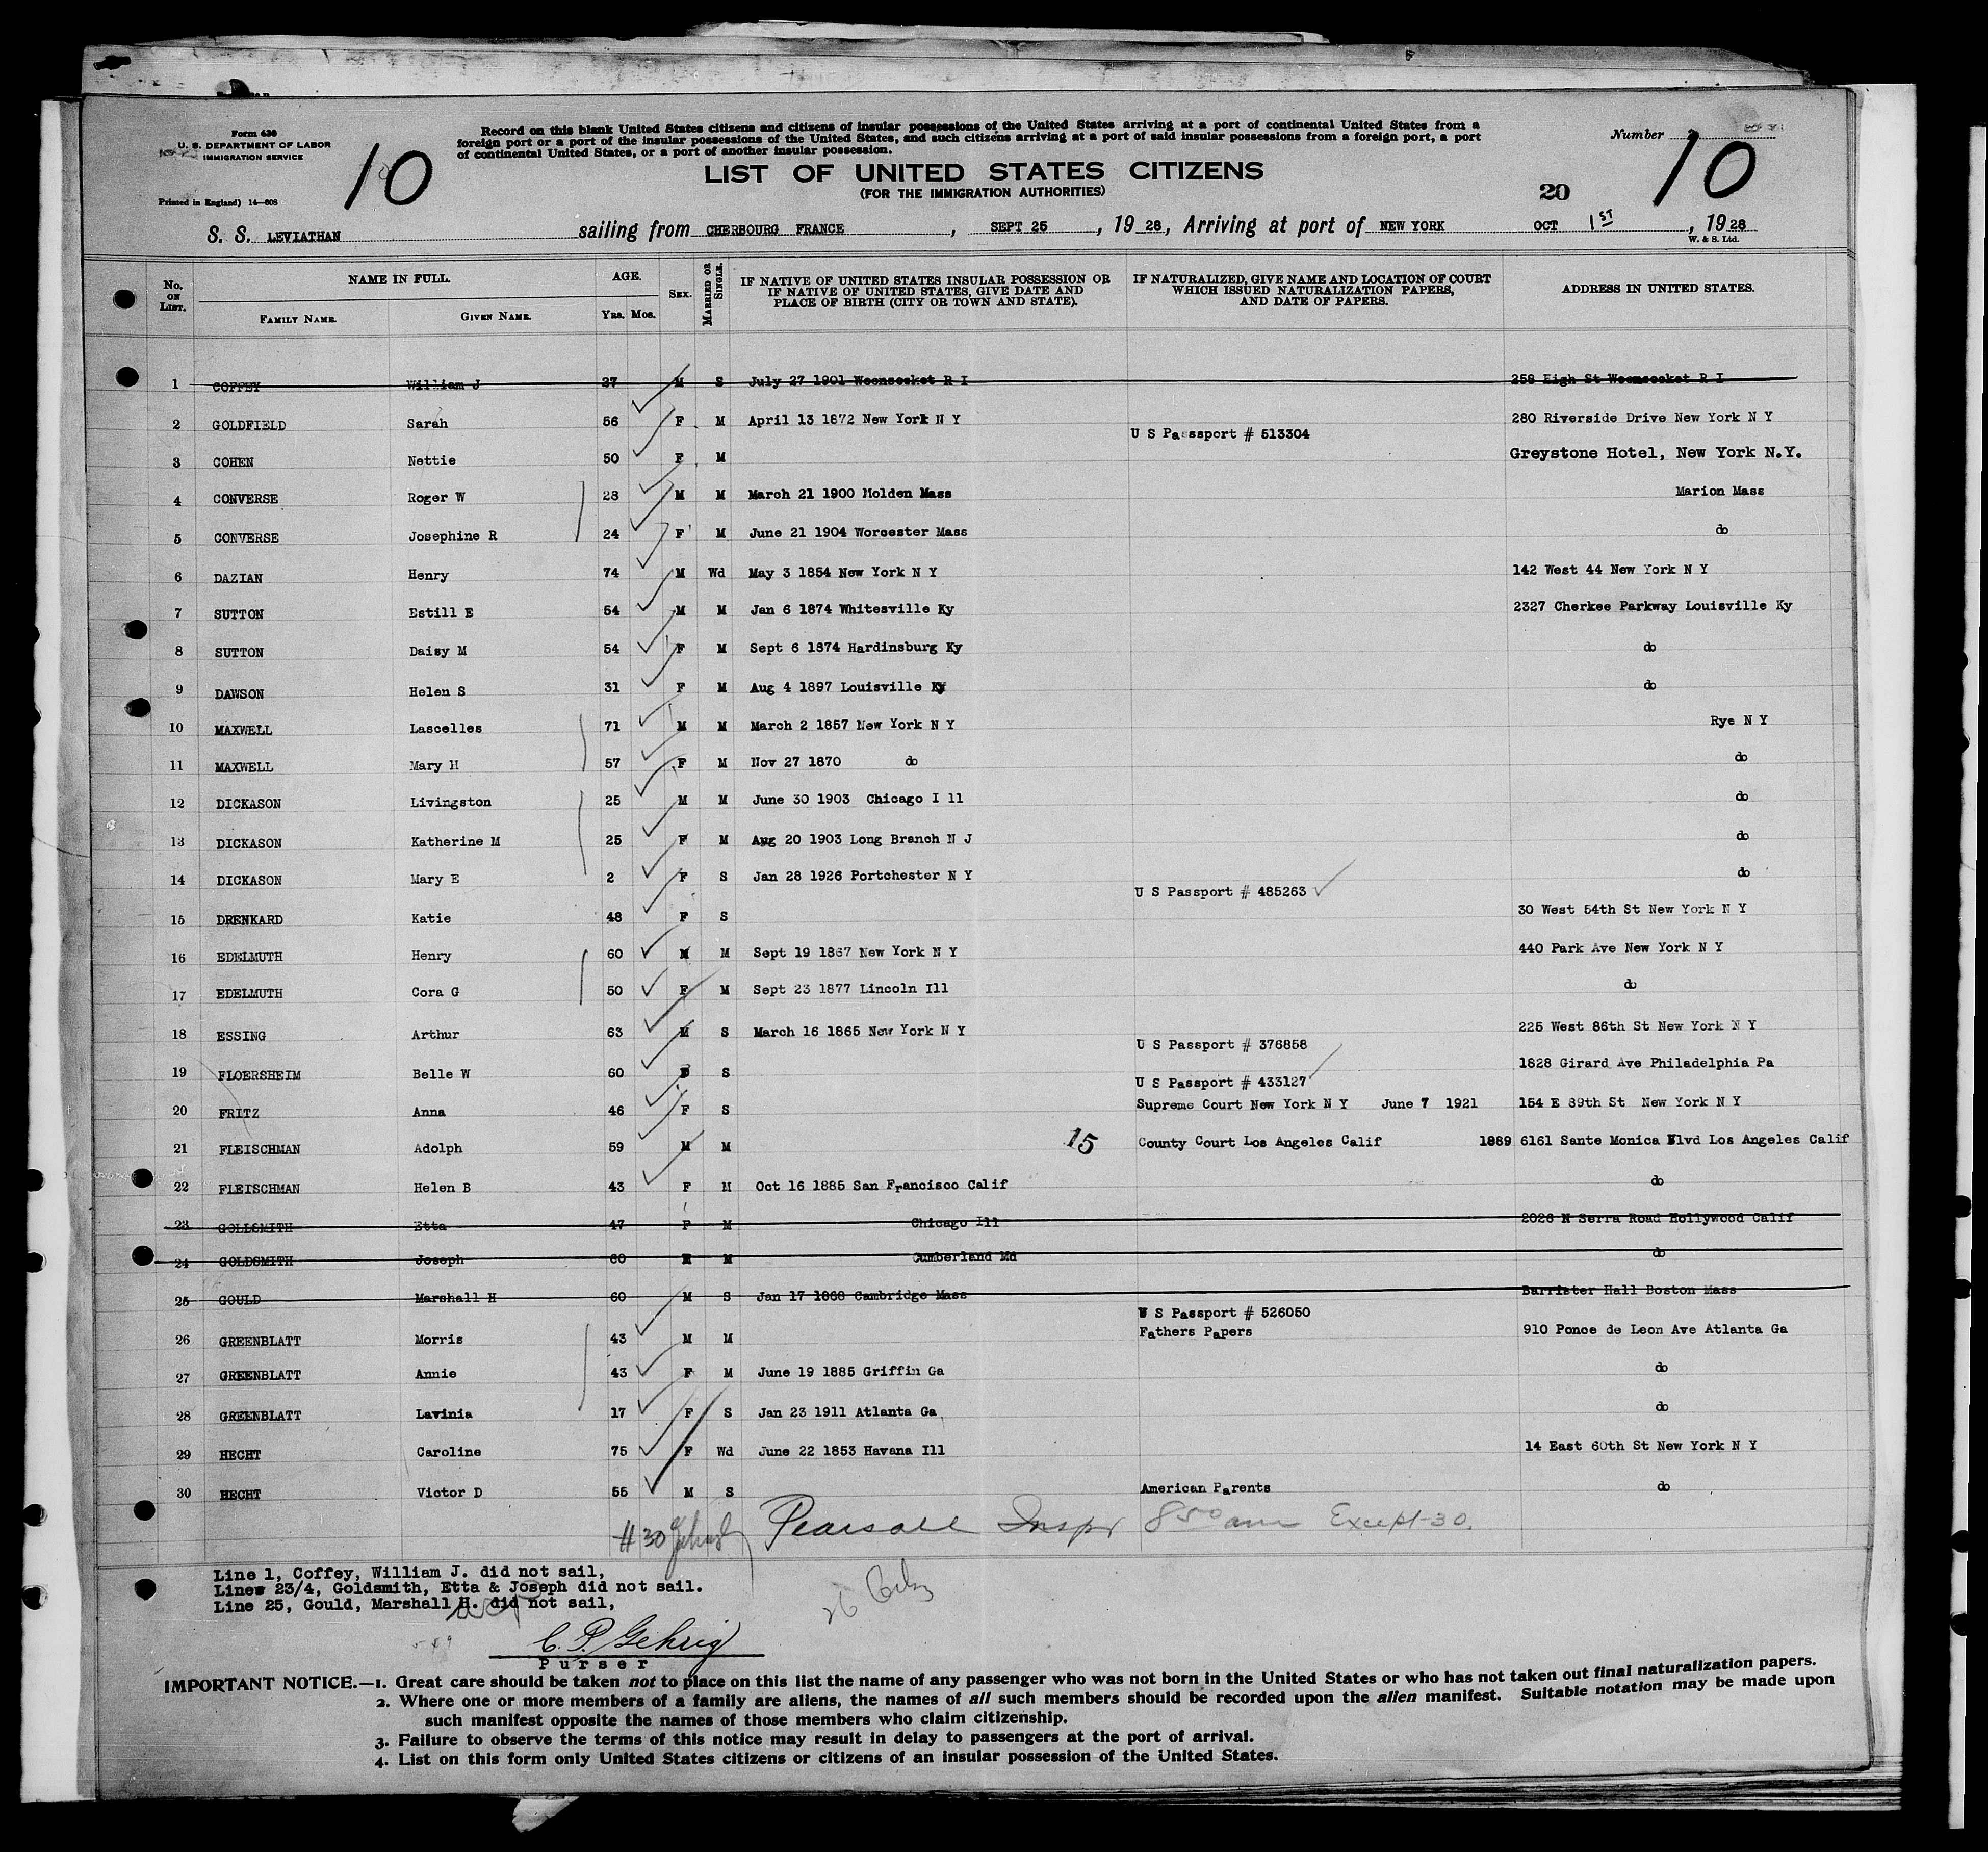 Form 630
U. S. DEPARTMENT OF LABOR
IMMIGRATION SERVICE
Printed in England) 14—608
10
Record on this blank United States citizens and citizens of insular possessions of the United States arriving at a port of continental United States from a
foreign port or a port of the insular possessions of the United States, and such citizens arriving at a port of said insular possessions from a foreign port, a port
of continental United States, or a port of another insular possession.
Number
10
LIST OF UNITED STATES CITIZENS
(FOR THE IMMIGRATION AUTHORITIES)
20
S. S. LEVIATHAN sailing from CHERBOURG FRANCE, SEPT 25, 1928, Arriving at port of NEW YORK OCT 1ST, 1928
W. & S. Ltd.
No. ON LIST. NAME IN FULL. FAMILY NAME. GIVEN NAME. AGE. Yrs. Mos. SEX. MARRIED OR SINGLE. IF NATIVE OF UNITED STATES INSULAR POSSESSION OR IF NATIVE OF UNITED STATES, GIVE DATE AND PLACE OF BIRTH (CITY OR TOWN AND STATE). IF NATURALIZED, GIVE NAME AND LOCATION OF COURT WHICH ISSUED NATURALIZATION PAPERS, AND DATE OF PAPERS. ADDRESS IN UNITED STATES.
1 COFFEY William J 27 M S July 27 1901 Woonsocket R I 258 High St Woonsocket R I
2 GOLDFIELD Sarah 56 F M April 13 1872 New York N Y 280 Riverside Drive New York N Y
U S Passport # 513304
3 COHEN Nettie 50 F M Greystone Hotel, New York N.Y.
4 CONVERSE Roger W 28 M M March 21 1900 Molden Mass Marion Mass
5 CONVERSE Josephine R 24 F M June 21 1904 Worcester Mass do
6 DAZIAN Henry 74 M Wd May 3 1854 New York N Y 142 West 44 New York N Y
7 SUTTON Estill E 54 M M Jan 6 1874 Whitesville Ky 2327 Cherkee Parkway Louisville Ky
8 SUTTON Daisy M 54 F M Sept 6 1874 Hardinsburg Ky do
9 DAWSON Helen S 31 F M Aug 4 1897 Louisville Ky do
10 MAXWELL Lascelles 71 M M March 2 1857 New York N Y Rye N Y
11 MAXWELL Mary H 57 F M Nov 27 1870 do do
12 DICKASON Livingston 25 M M June 30 1903 Chicago I ll do
13 DICKASON Katherine M 25 F M Aug 20 1903 Long Branch N J do
14 DICKASON Mary E 2 F S Jan 28 1926 Portchester N Y do
U S Passport # 485263
15 DRENKARD Katie 48 F S 30 West 54th St New York N Y
16 EDELMUTH Henry 60 M M Sept 19 1867 New York N Y 440 Park Ave New York N Y
17 EDELMUTH Cora G 50 F M Sept 23 1877 Lincoln Ill do
18 ESSING Arthur 63 M S March 16 1865 New York N Y 225 West 86th St New York N Y
U S Passport # 376858
19 FLOERSHEIM Belle W 60 F S 1828 Girard Ave Philadelphia Pa
U S Passport # 433127
20 FRITZ Anna 46 F S Supreme Court New York N Y June 7 1921 154 E 89th St New York N Y
21 FLEISCHMAN Adolph 59 M M 15 County Court Los Angeles Calif 1889 6161 Sante Monica Blvd Los Angeles Calif
22 FLEISCHMAN Helen B 43 F M Oct 16 1885 San Francisco Calif do
23 GOLDSMITH Etta 47 F M Chicago Ill 2026 N Serra Road Hollywood Calif
24 GOLDSMITH Joseph 60 M M Cumberland Md do
25 GOULD Marshall H 60 M S Jan 17 1868 Cambridge Mass Barrister Hall Boston Mass
U S Passport # 526050
26 GREENBLATT Morris 43 M M Fathers Papers 910 Ponce de Leon Ave Atlanta Ga
27 GREENBLATT Annie 43 F M June 19 1885 Griffin Ga do
28 GREENBLATT Lavinia 17 F S Jan 23 1911 Atlanta Ga do
29 HECHT Caroline 75 F Wd June 22 1853 Havana Ill 14 East 60th St New York N Y
30 HECHT Victor D 55 M S American Parents do
#30 Pearsall Inspr 850 am Except-30.
Line 1, Coffey, William J. did not sail,
Lines 23/4, Goldsmith, Etta & Joseph did not sail.
Line 25, Gould, Marshall H. did not sail,
26
C. P. Gehrig
Purser
IMPORTANT NOTICE.—1. Great care should be taken not to place on this list the name of any passenger who was not born in the United States or who has not taken out final naturalization papers.
2. Where one or more members of a family are aliens, the names of all such members should be recorded upon the alien manifest. Suitable notation may be made upon
such manifest opposite the names of those members who claim citizenship.
3. Failure to observe the terms of this notice may result in delay to passengers at the port of arrival.
4. List on this form only United States citizens or citizens of an insular possession of the United States.